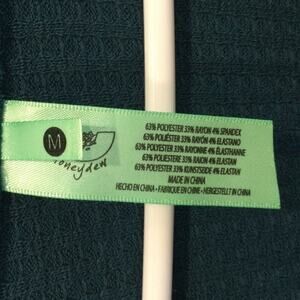 M
honeydew
63% POLYESTER 33% RAYON 4% SPANDEX
63% POLIÉSTER 33% RAYÓN 4% ELASTANO
63% POLYESTER 33% RAYONNE 4% ÉLASTHANNE
63% POLIESTERE 33% RAION 4% ELASTAN
63% POLYESTER 33% KUNSTSEIDE 4% ELASTAN
MADE IN CHINA
HECHO EN CHINA • FABRIQUE EN CHINE • HERGESTELLT IN CHINA